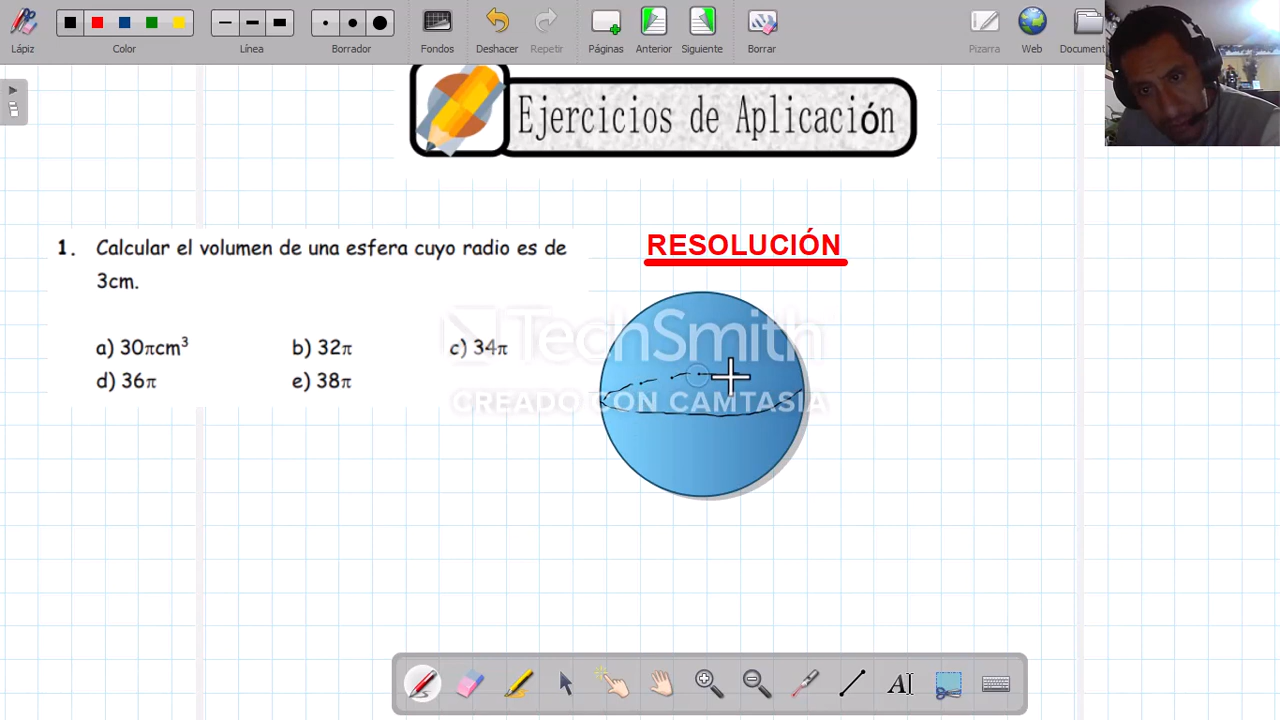 Lápiz
Color
Línea
Borrador
Fondos
Deshacer
Repetir
Páginas
Anterior
Siguiente
Borrar
Pizarra
Web
Document
Ejercicios de Aplicación
1. Calcular el volumen de una esfera cuyo radio es de
3cm.
a) 30πcm³ b) 32π c) 34π
d) 36π e) 38π
RESOLUCIÓN
TechSmith
CREADO CON CAMTASIA